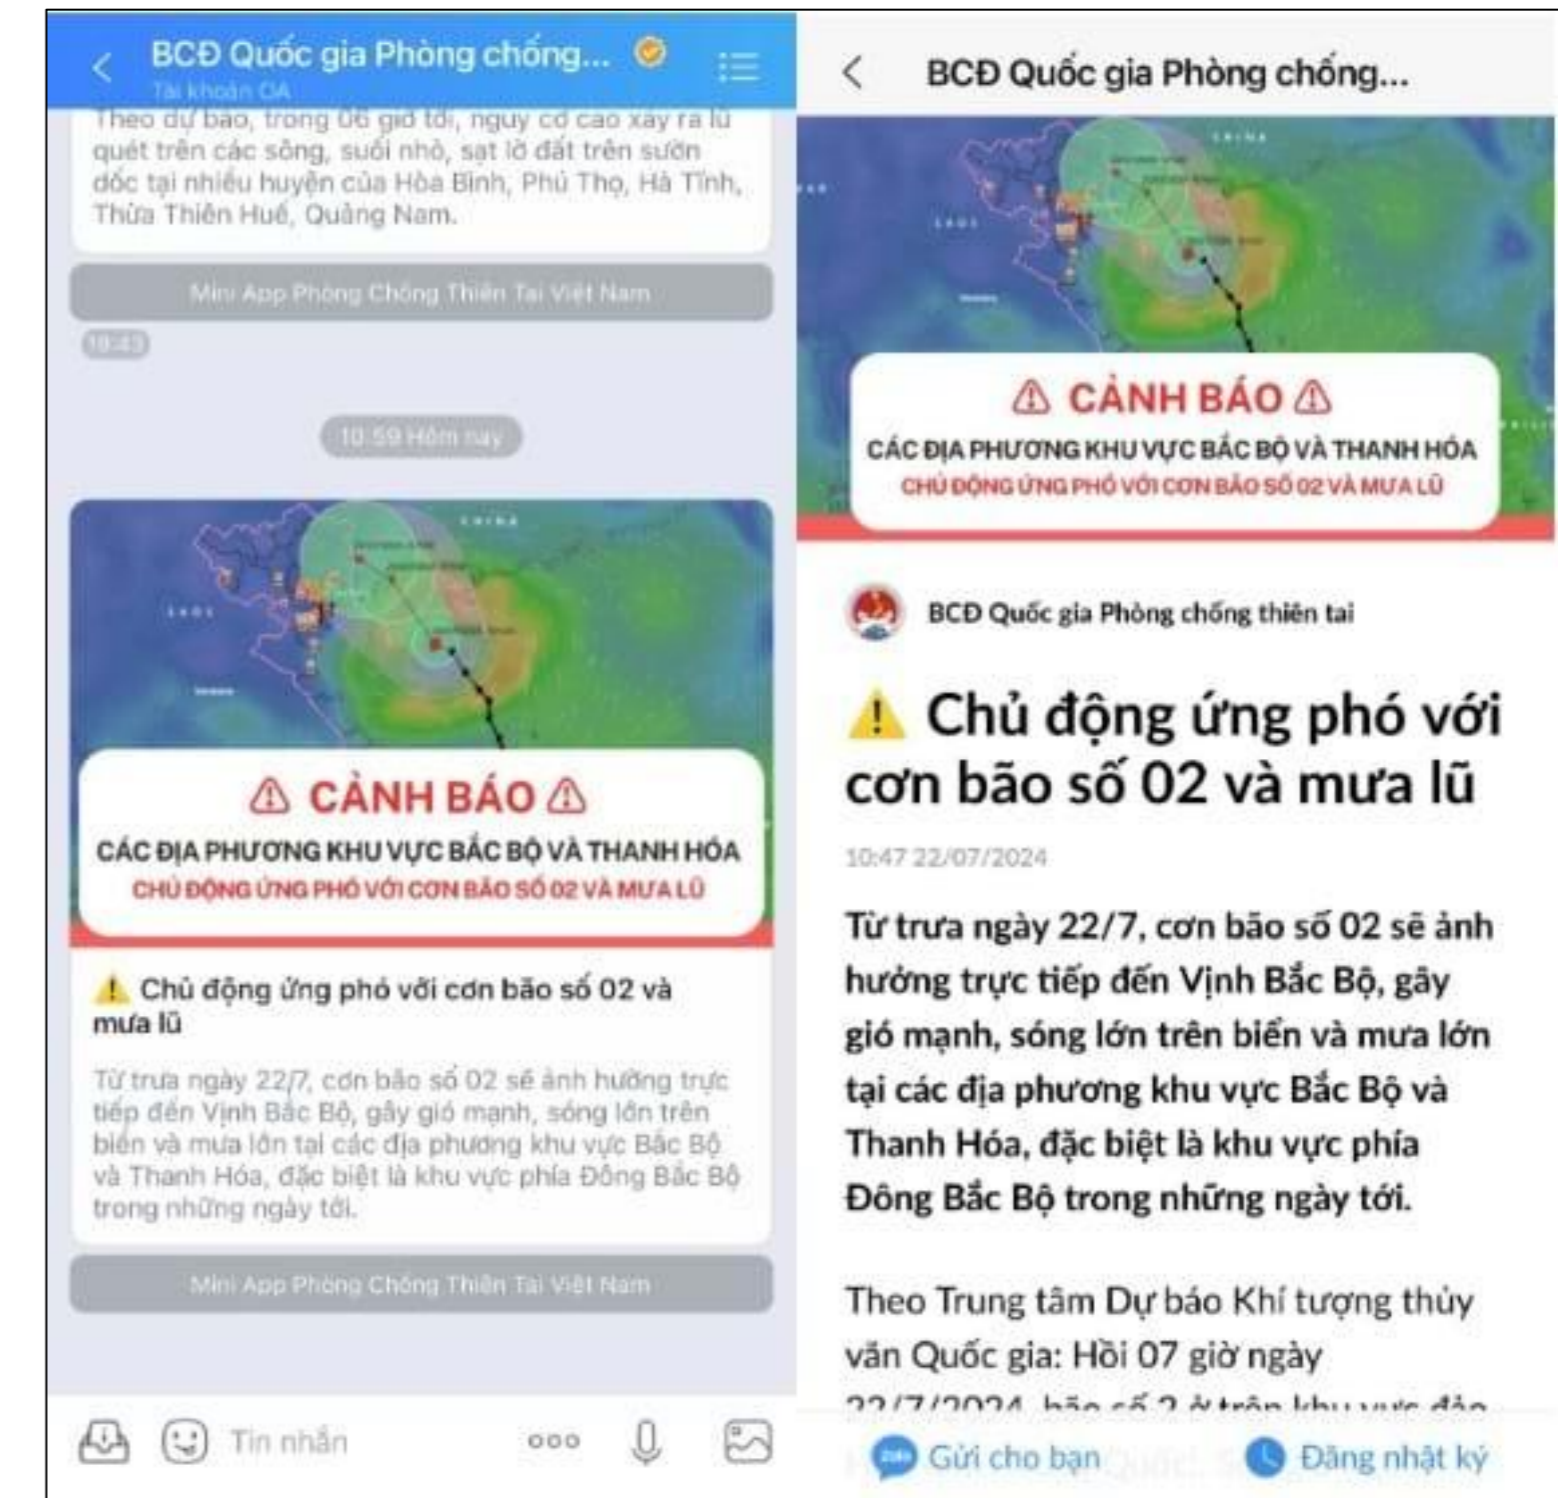 BCĐ Quốc gia Phòng chống...
Tài khoản OA
Theo dự báo, trong 06 giờ tới, nguy cơ cao xảy ra lũ
quét trên các sông, suối nhỏ, sạt lở đất trên sườn
dốc tại nhiều huyện của Hòa Bình, Phú Thọ, Hà Tĩnh,
Thừa Thiên Huế, Quảng Nam.
Mini App Phòng Chống Thiên Tai Việt Nam
10:59 Hôm nay
CHINA
LAOS
CẢNH BÁO
CÁC ĐỊA PHƯƠNG KHU VỰC BẮC BỘ VÀ THANH HÓA
CHỦ ĐỘNG ỨNG PHÓ VỚI CƠN BÃO SỐ 02 VÀ MƯA LŨ
Chủ động ứng phó với cơn bão số 02 và
mưa lũ
Từ trưa ngày 22/7, cơn bão số 02 sẽ ảnh hưởng trực
tiếp đến Vịnh Bắc Bộ, gây gió mạnh, sóng lớn trên
biển và mưa lớn tại các địa phương khu vực Bắc Bộ
và Thanh Hóa, đặc biệt là khu vực phía Đông Bắc Bộ
trong những ngày tới.
Mini App Phòng Chống Thiên Tai Việt Nam
Tin nhắn
BCĐ Quốc gia Phòng chống...
CHINA
LAOS
CẢNH BÁO
CÁC ĐỊA PHƯƠNG KHU VỰC BẮC BỘ VÀ THANH HÓA
CHỦ ĐỘNG ỨNG PHÓ VỚI CƠN BÃO SỐ 02 VÀ MƯA LŨ
BCĐ Quốc gia Phòng chống thiên tai
Chủ động ứng phó với
cơn bão số 02 và mưa lũ
10:47 22/07/2024
Từ trưa ngày 22/7, cơn bão số 02 sẽ ảnh
hưởng trực tiếp đến Vịnh Bắc Bộ, gây
gió mạnh, sóng lớn trên biển và mưa lớn
tại các địa phương khu vực Bắc Bộ và
Thanh Hóa, đặc biệt là khu vực phía
Đông Bắc Bộ trong những ngày tới.
Theo Trung tâm Dự báo Khí tượng thủy
văn Quốc gia: Hồi 07 giờ ngày
22/7/2024, bão số 2 ở trên khu vực đảo
Zalo Gửi cho bạn
Đăng nhật ký